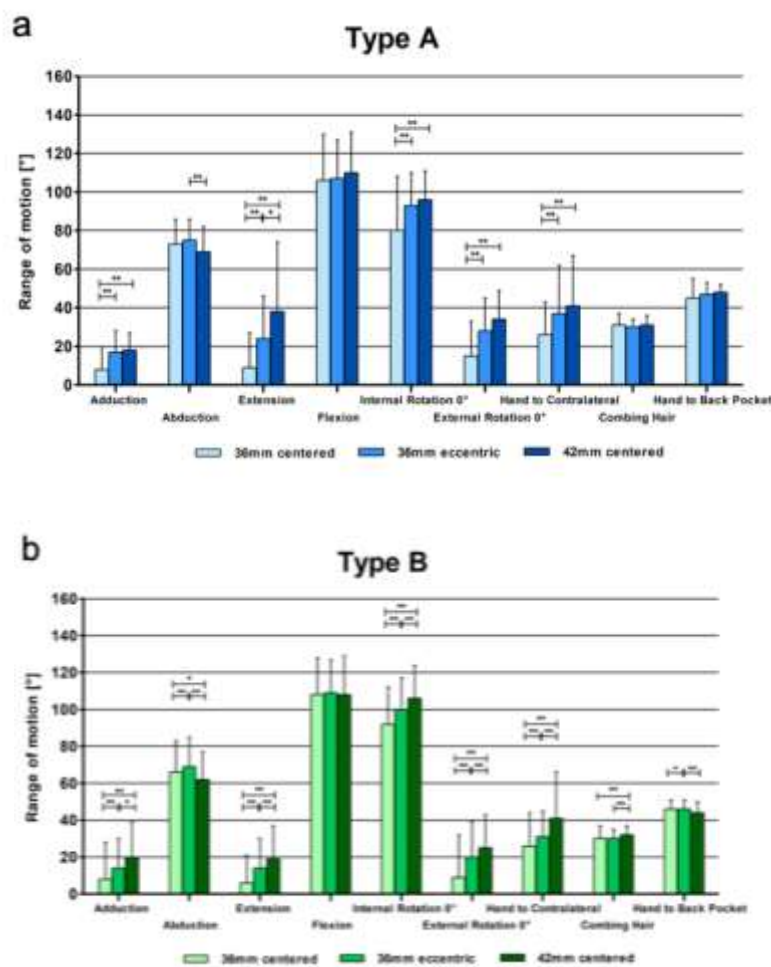 a
Type A
Range of motion [°]
160
140
120
100
80
60
40
20
0
** ** ** ** ** * ** ** ** ** ** **
Adduction Extension Internal Rotation 0° Hand to Contralateral Hand to Back Pocket
Abduction Flexion External Rotation 0° Combing Hair
36mm centered 36mm eccentric 42mm centered
b
Type B
Range of motion [°]
160
140
120
100
80
60
40
20
0
Adduction Extension Internal Rotation 0° Hand to Contralateral Hand to Back Pocket
Abduction Flexion External Rotation 0° Combing Hair
36mm centered 36mm eccentric 42mm centered